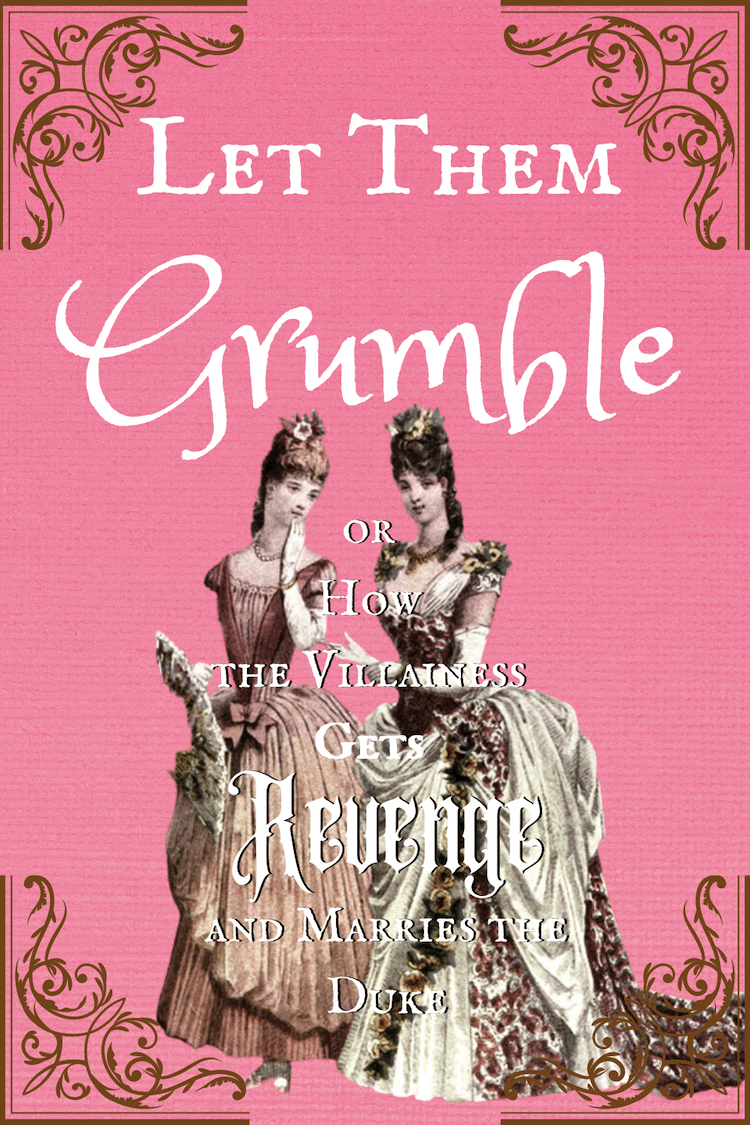 Let Them
Grumble
or
How
the Villainess
Gets
Revenge
and Marries the
Duke